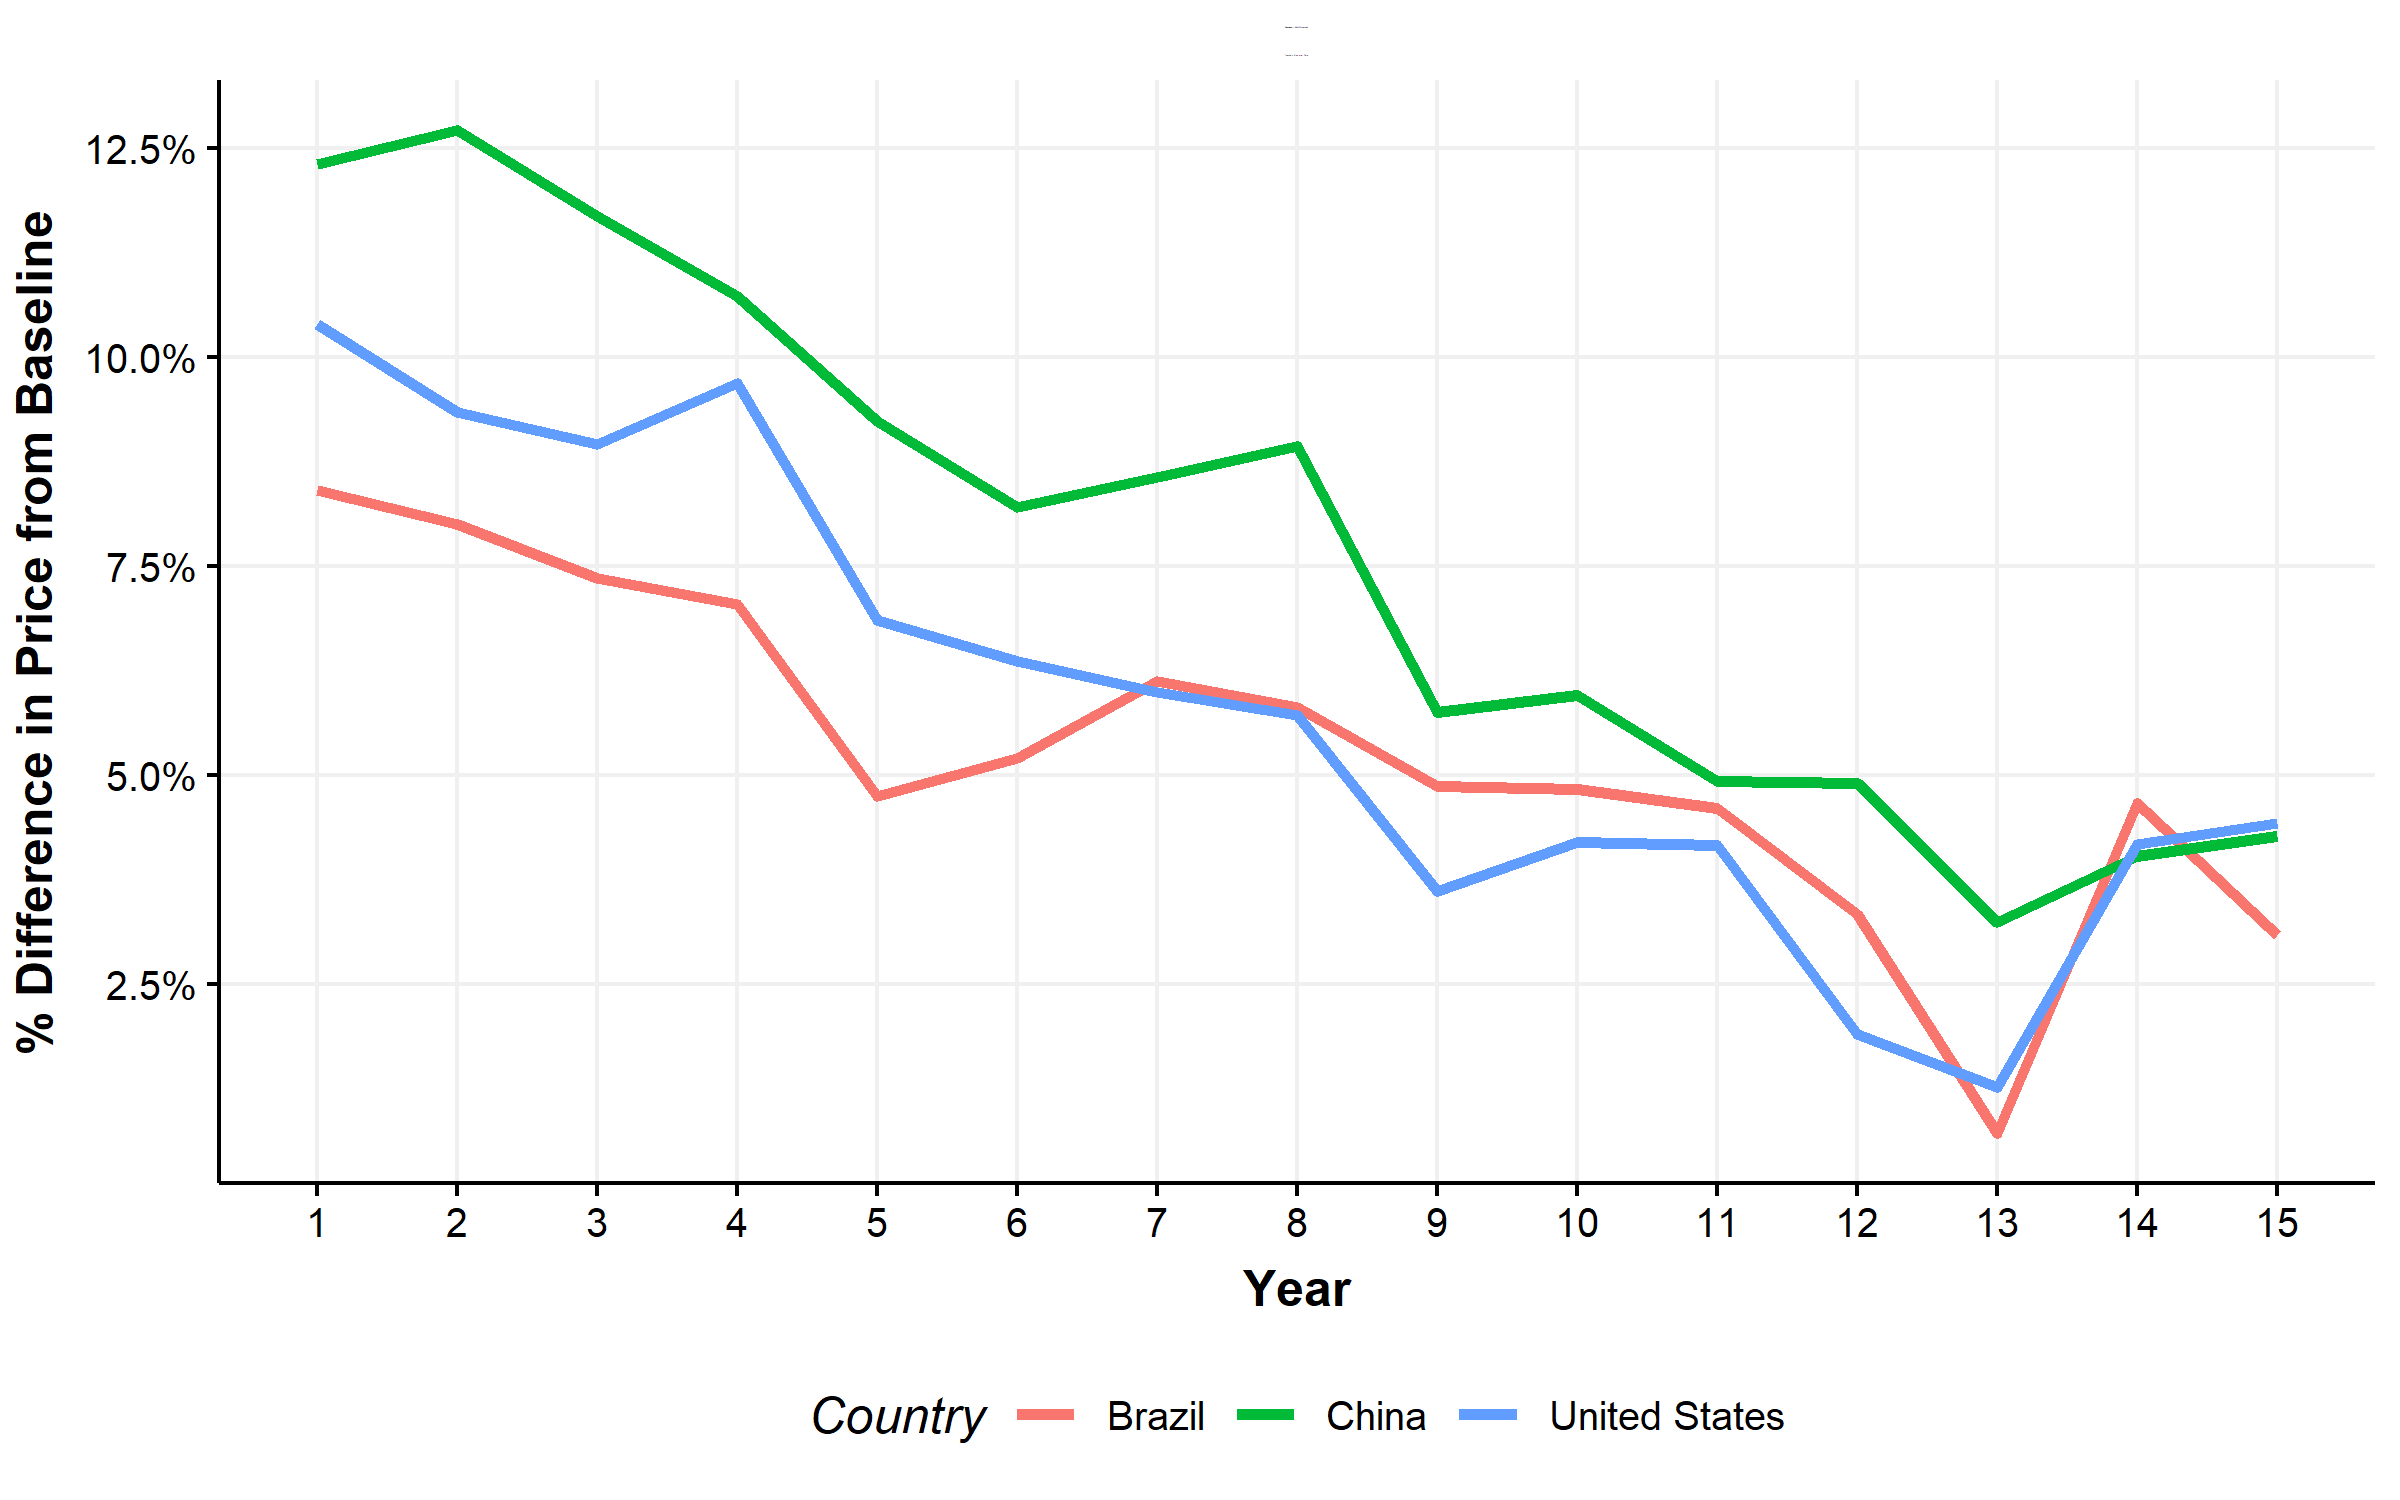 12.5%
10.0%
7.5%
5.0%
2.5%
% Difference in Price from Baseline
1 2 3 4 5 6 7 8 9 10 11 12 13 14 15
Year
Country Brazil China United States